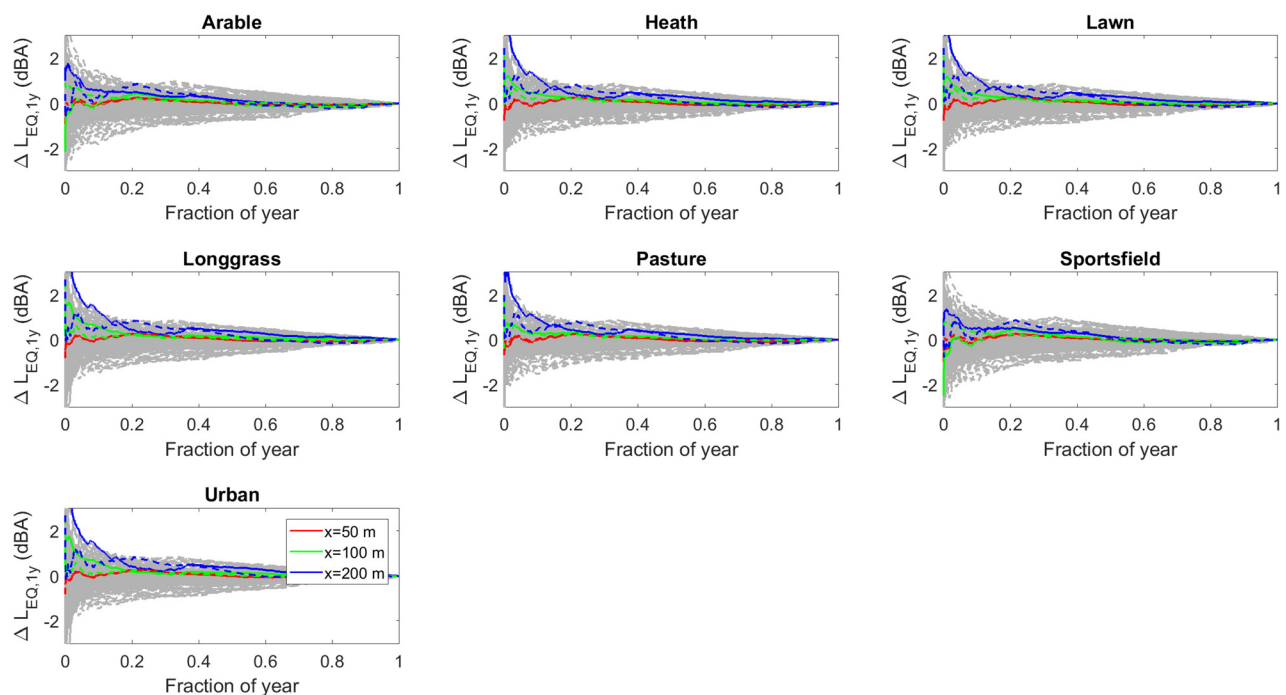 Arable
Δ L_EQ,1y (dBA)
2
0
-2
0 0.2 0.4 0.6 0.8 1
Fraction of year
Heath
Δ L_EQ,1y (dBA)
2
0
-2
0 0.2 0.4 0.6 0.8 1
Fraction of year
Lawn
Δ L_EQ,1y (dBA)
2
0
-2
0 0.2 0.4 0.6 0.8 1
Fraction of year
Longgrass
Δ L_EQ,1y (dBA)
2
0
-2
0 0.2 0.4 0.6 0.8 1
Fraction of year
Pasture
Δ L_EQ,1y (dBA)
2
0
-2
0 0.2 0.4 0.6 0.8 1
Fraction of year
Sportsfield
Δ L_EQ,1y (dBA)
2
0
-2
0 0.2 0.4 0.6 0.8 1
Fraction of year
Urban
Δ L_EQ,1y (dBA)
2
0
-2
x=50 m
x=100 m
x=200 m
0 0.2 0.4 0.6 0.8 1
Fraction of year